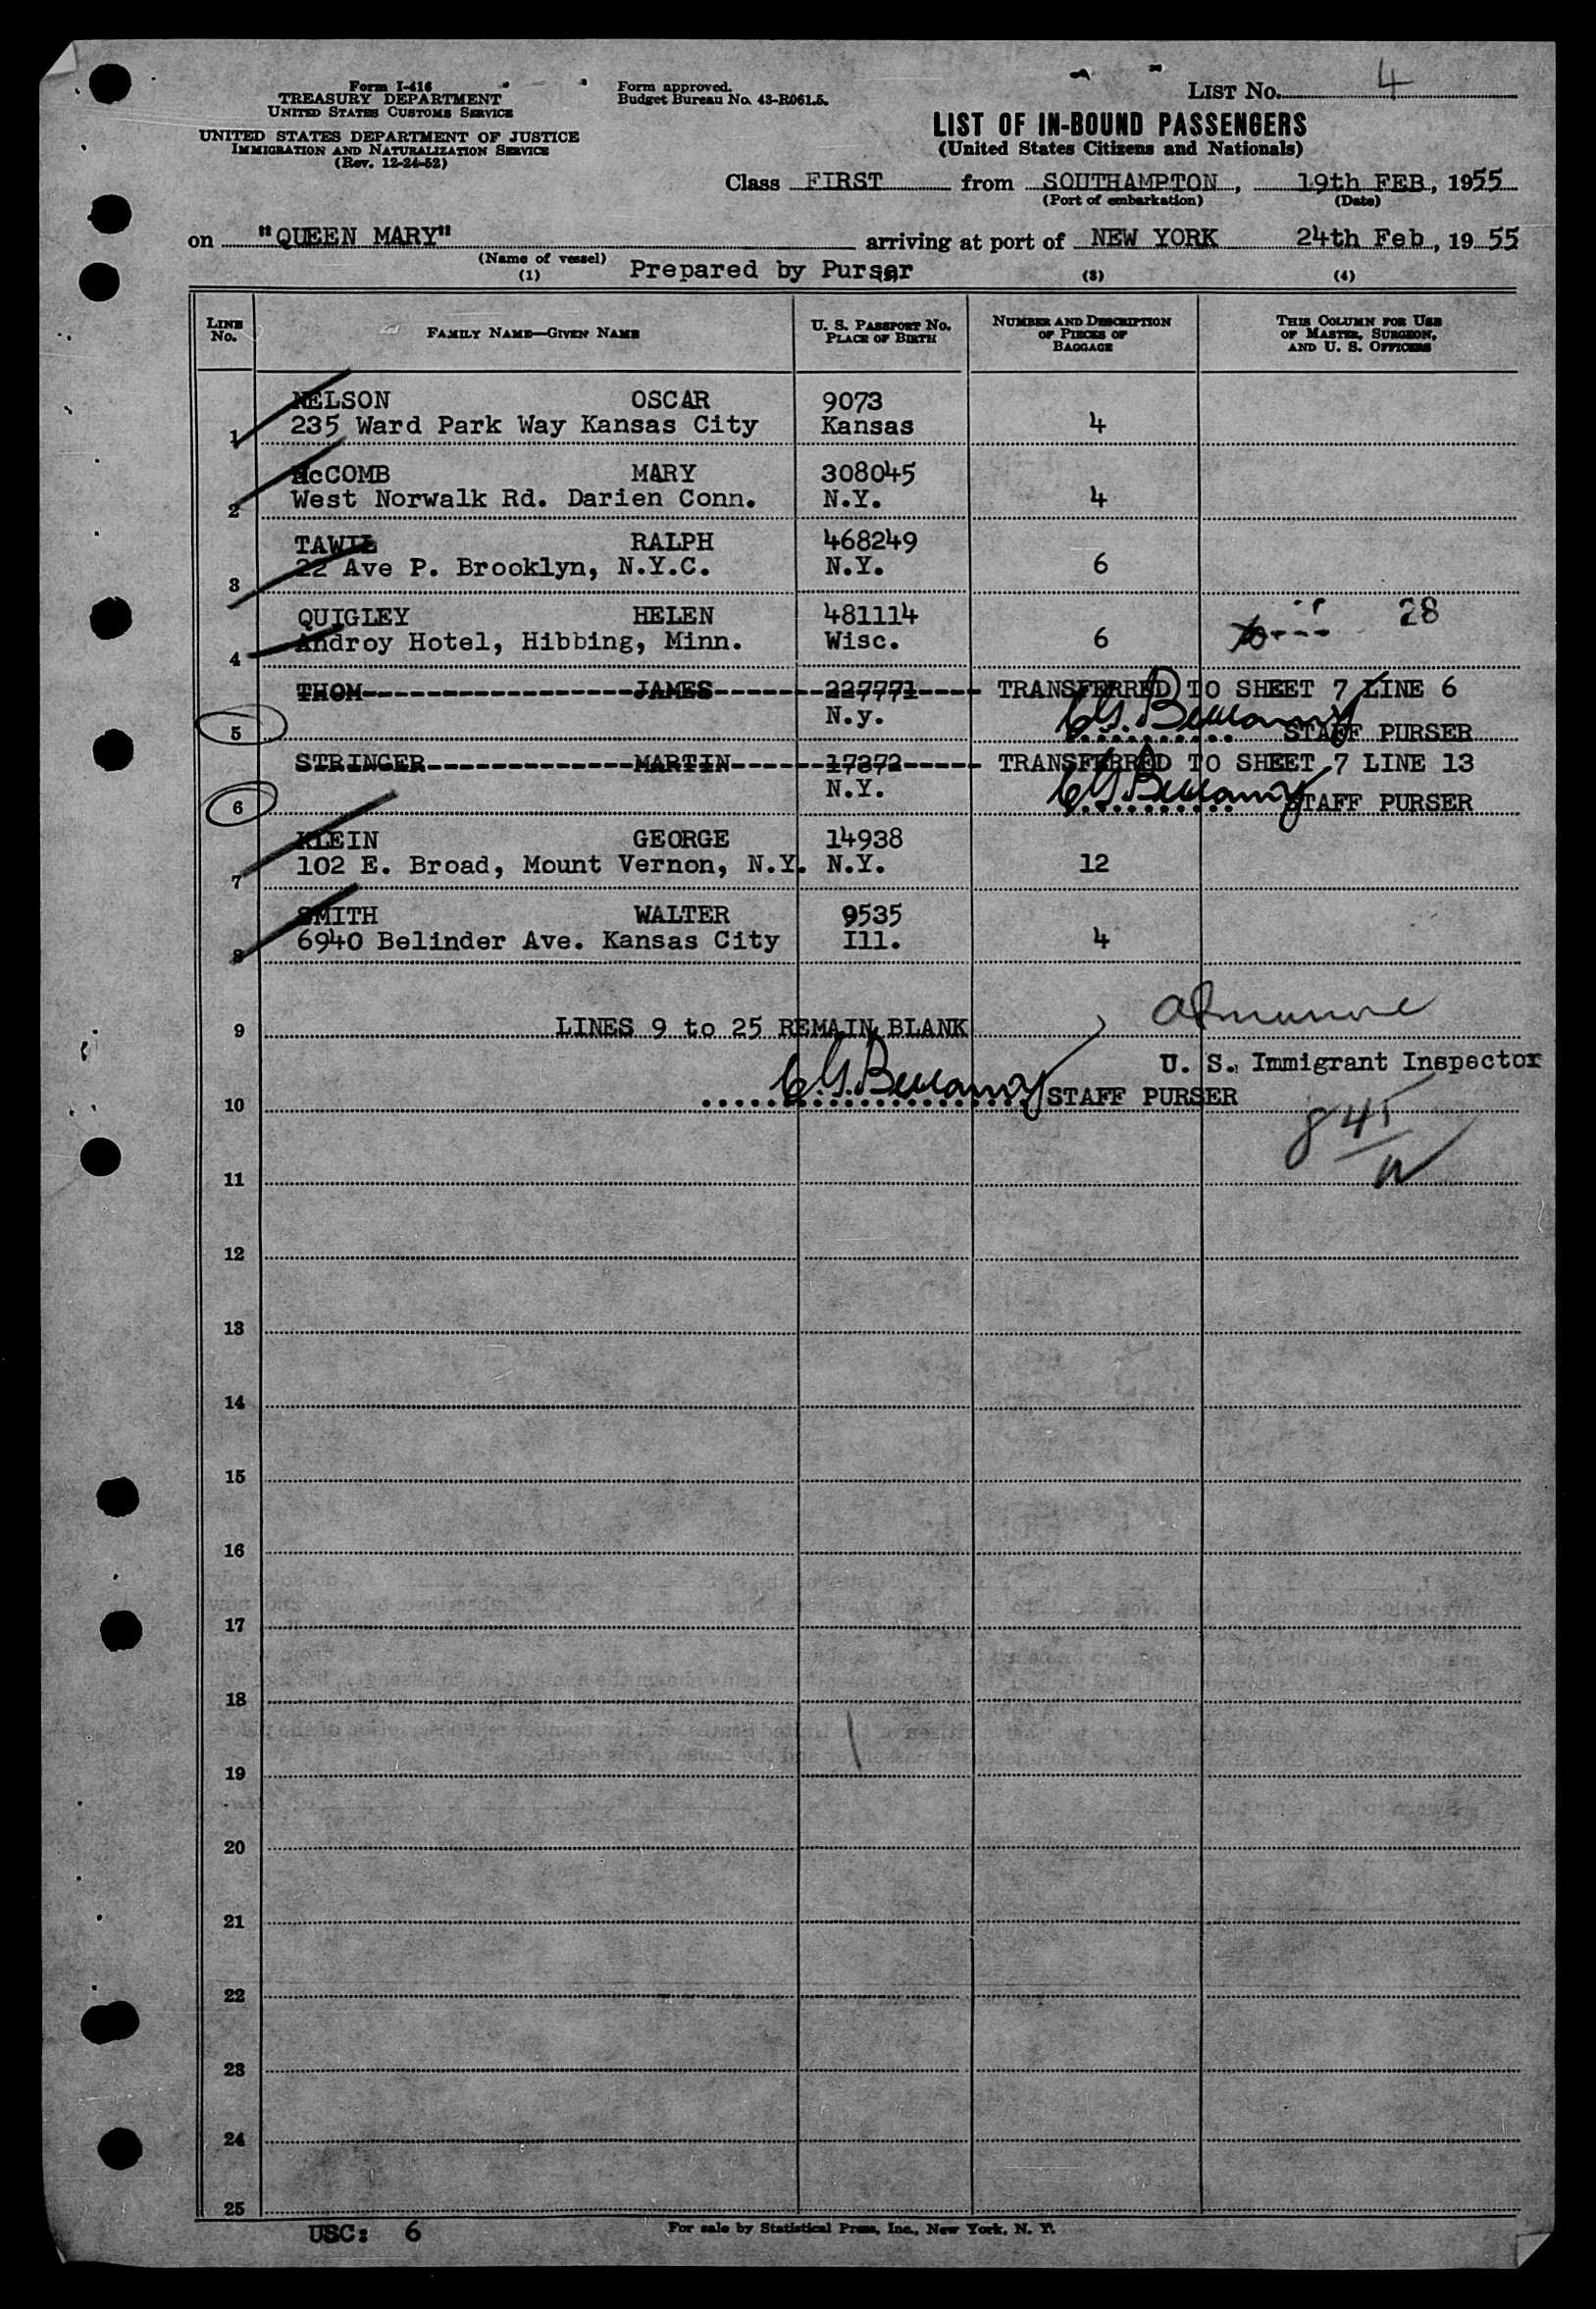 Form I-416
TREASURY DEPARTMENT
UNITED STATES CUSTOMS SERVICE
UNITED STATES DEPARTMENT OF JUSTICE
IMMIGRATION AND NATURALIZATION SERVICE
(Rev. 12-24-52)
Form approved.
Budget Bureau No. 43-R061.5.
LIST No. 4
LIST OF IN-BOUND PASSENGERS
(United States Citizens and Nationals)
Class FIRST from SOUTHAMPTON, 19th FEB, 1955
(Port of embarkation) (Date)
on "QUEEN MARY" arriving at port of NEW YORK 24th Feb, 19 55
(Name of vessel)
(1) Prepared by Purser (3) (4)
LINE No.
FAMILY NAME—GIVEN NAME
U. S. PASSPORT No.
PLACE OF BIRTH
NUMBER AND DESCRIPTION
OF PIECES OF
BAGGAGE
THIS COLUMN FOR USE
OF MASTER, SURGEON,
AND U. S. OFFICERS
NELSON OSCAR 9073
1 235 Ward Park Way Kansas City Kansas 4
McCOMB MARY 308045
2 West Norwalk Rd. Darien Conn. N.Y. 4
TAWIL RALPH 468249
3 22 Ave P. Brooklyn, N.Y.C. N.Y. 6
QUIGLEY HELEN 481114 28
4 Androy Hotel, Hibbing, Minn. Wisc. 6
THOM JAMES 227771 TRANSFERRED TO SHEET 7 LINE 6
5 N.y. C.G. Bellamy STAFF PURSER
STRINGER MARTIN 17372 TRANSFERRED TO SHEET 7 LINE 13
6 N.Y. C.G. Bellamy STAFF PURSER
KLEIN GEORGE 14938
7 102 E. Broad, Mount Vernon, N.Y. N.Y. 12
SMITH WALTER 9535
8 6940 Belinder Ave. Kansas City Ill. 4
9 LINES 9 to 25 REMAIN BLANK
U. S. Immigrant Inspector
10 C.G. Bellamy STAFF PURSER
11
12
13
14
15
16
17
18
19
20
21
22
23
24
25
USC: 6
For sale by Statistical Press, Inc., New York, N. Y.